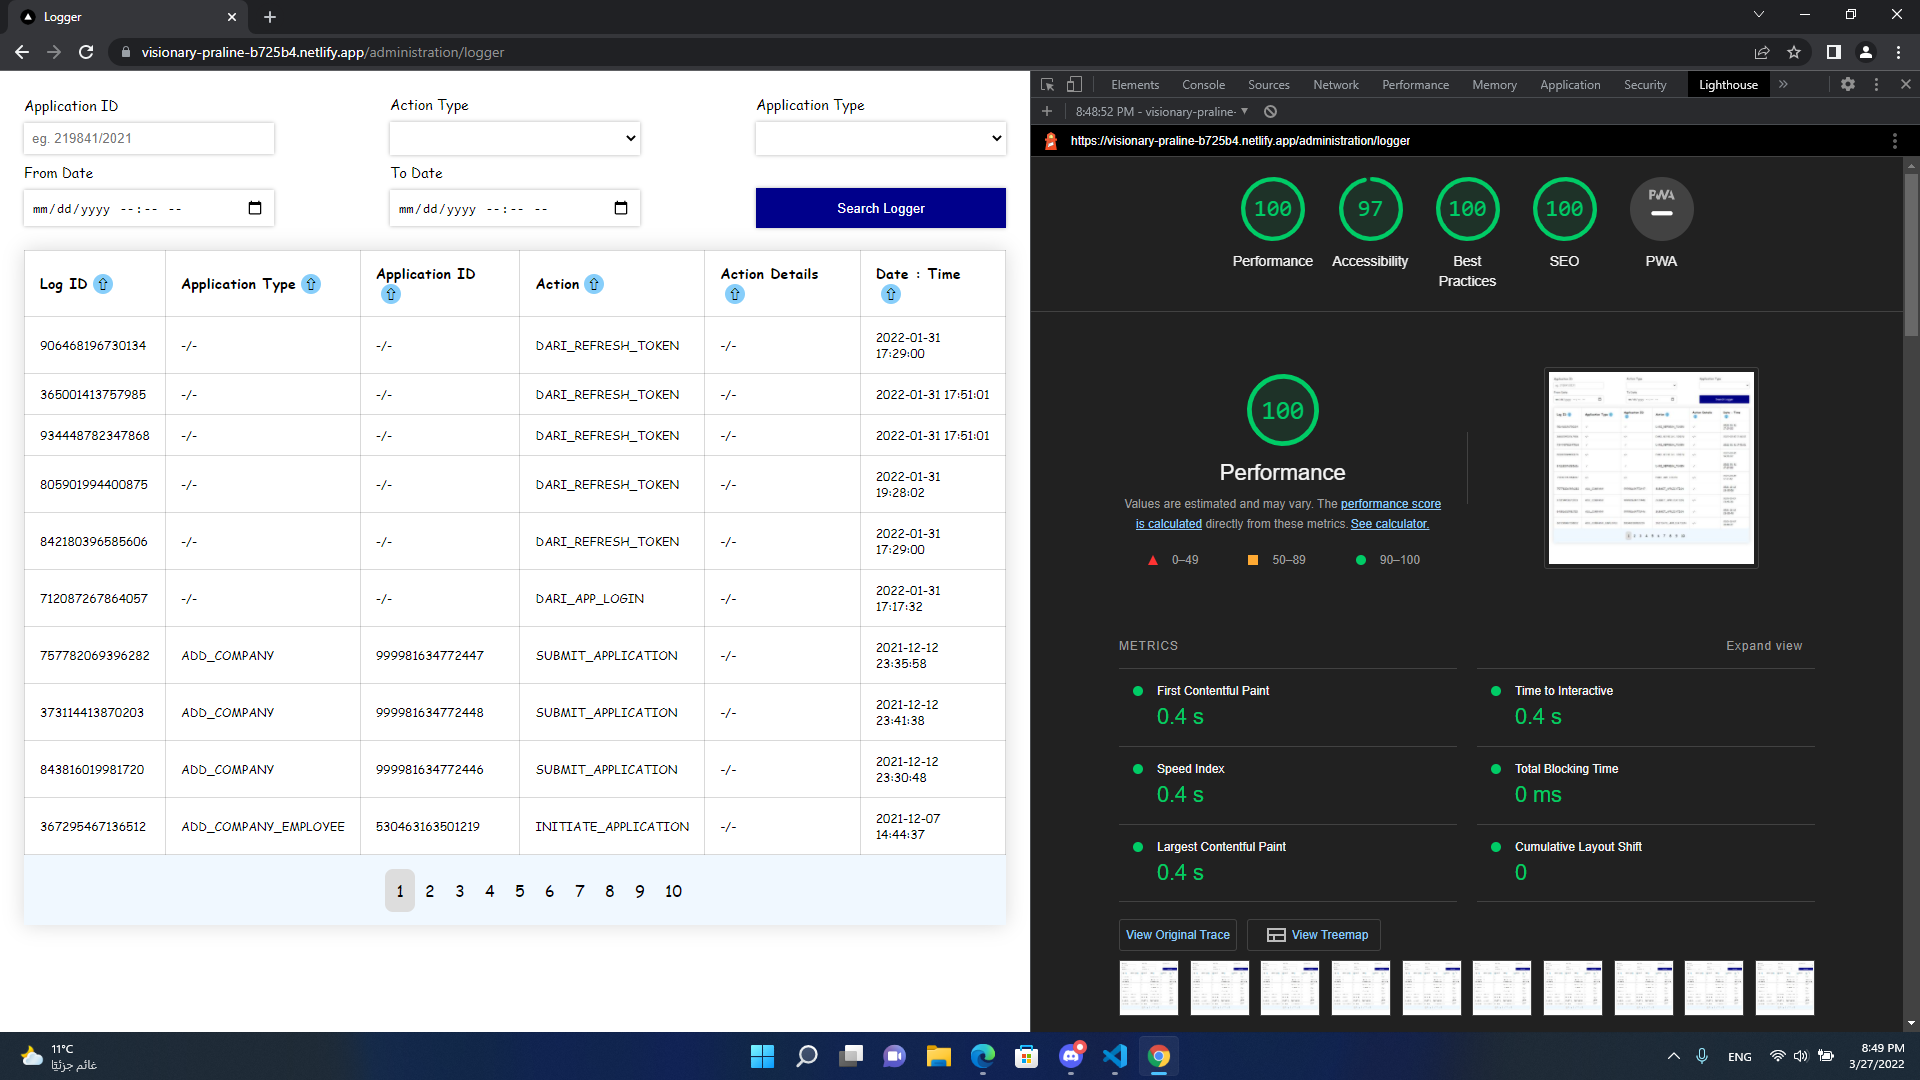 Logger
visionary-praline-b725b4.netlify.app/administration/logger
Application ID
Action Type
Application Type
eg. 219841/2021
From Date
To Date
mm/dd/yyyy --:-- --
mm/dd/yyyy --:-- --
Search Logger
Log ID Application Type Application ID Action Action Details Date : Time
906468196730134 -/- -/- DARI_REFRESH_TOKEN -/- 2022-01-31 17:29:00
365001413757985 -/- -/- DARI_REFRESH_TOKEN -/- 2022-01-31 17:51:01
934448782347868 -/- -/- DARI_REFRESH_TOKEN -/- 2022-01-31 17:51:01
805901994400875 -/- -/- DARI_REFRESH_TOKEN -/- 2022-01-31 19:28:02
842180396585606 -/- -/- DARI_REFRESH_TOKEN -/- 2022-01-31 17:29:00
712087267864057 -/- -/- DARI_APP_LOGIN -/- 2022-01-31 17:17:32
757782069396282 ADD_COMPANY 999981634772447 SUBMIT_APPLICATION -/- 2021-12-12 23:35:58
373114413870203 ADD_COMPANY 999981634772448 SUBMIT_APPLICATION -/- 2021-12-12 23:41:38
843816019981720 ADD_COMPANY 999981634772446 SUBMIT_APPLICATION -/- 2021-12-12 23:30:48
367295467136512 ADD_COMPANY_EMPLOYEE 530463163501219 INITIATE_APPLICATION -/- 2021-12-07 14:44:37
1 2 3 4 5 6 7 8 9 10
Elements Console Sources Network Performance Memory Application Security Lighthouse
8:48:52 PM - visionary-praline-
https://visionary-praline-b725b4.netlify.app/administration/logger
100 97 100 100 PWA
Performance Accessibility Best Practices SEO PWA
100
Performance
Values are estimated and may vary. The performance score
is calculated directly from these metrics. See calculator.
0–49 50–89 90–100
METRICS Expand view
First Contentful Paint
0.4 s
Time to Interactive
0.4 s
Speed Index
0.4 s
Total Blocking Time
0 ms
Largest Contentful Paint
0.4 s
Cumulative Layout Shift
0
View Original Trace View Treemap
11°C
غائم جزئيًا
ENG
8:49 PM
3/27/2022